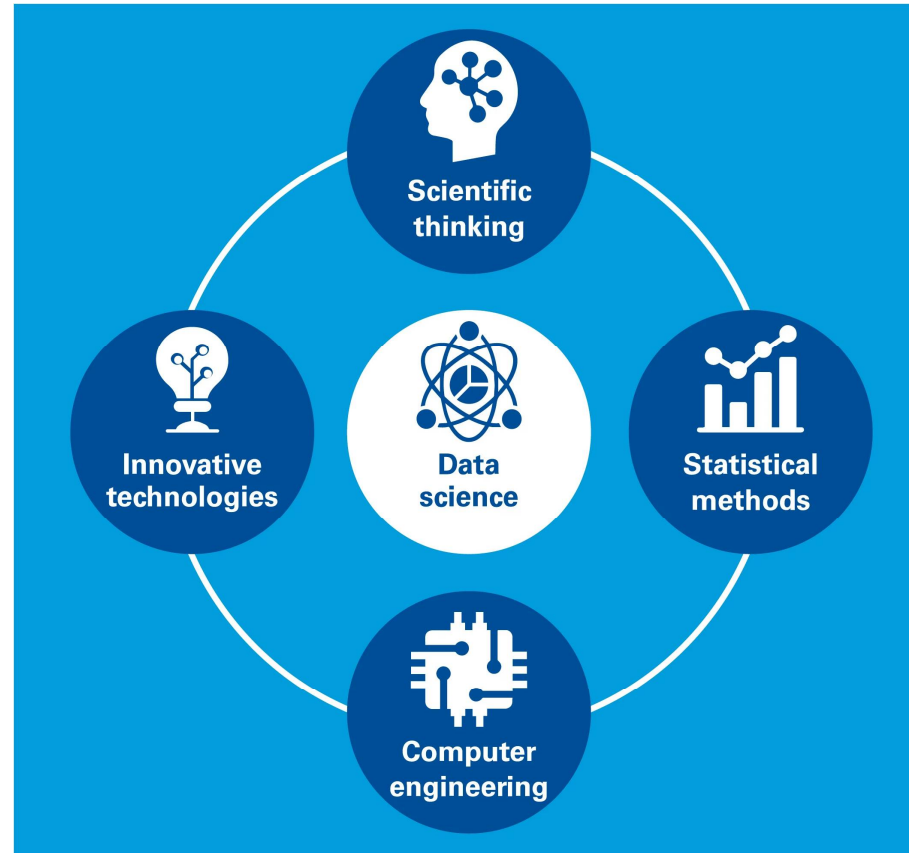 Scientific
thinking
Innovative
technologies
Data
science
Statistical
methods
Computer
engineering